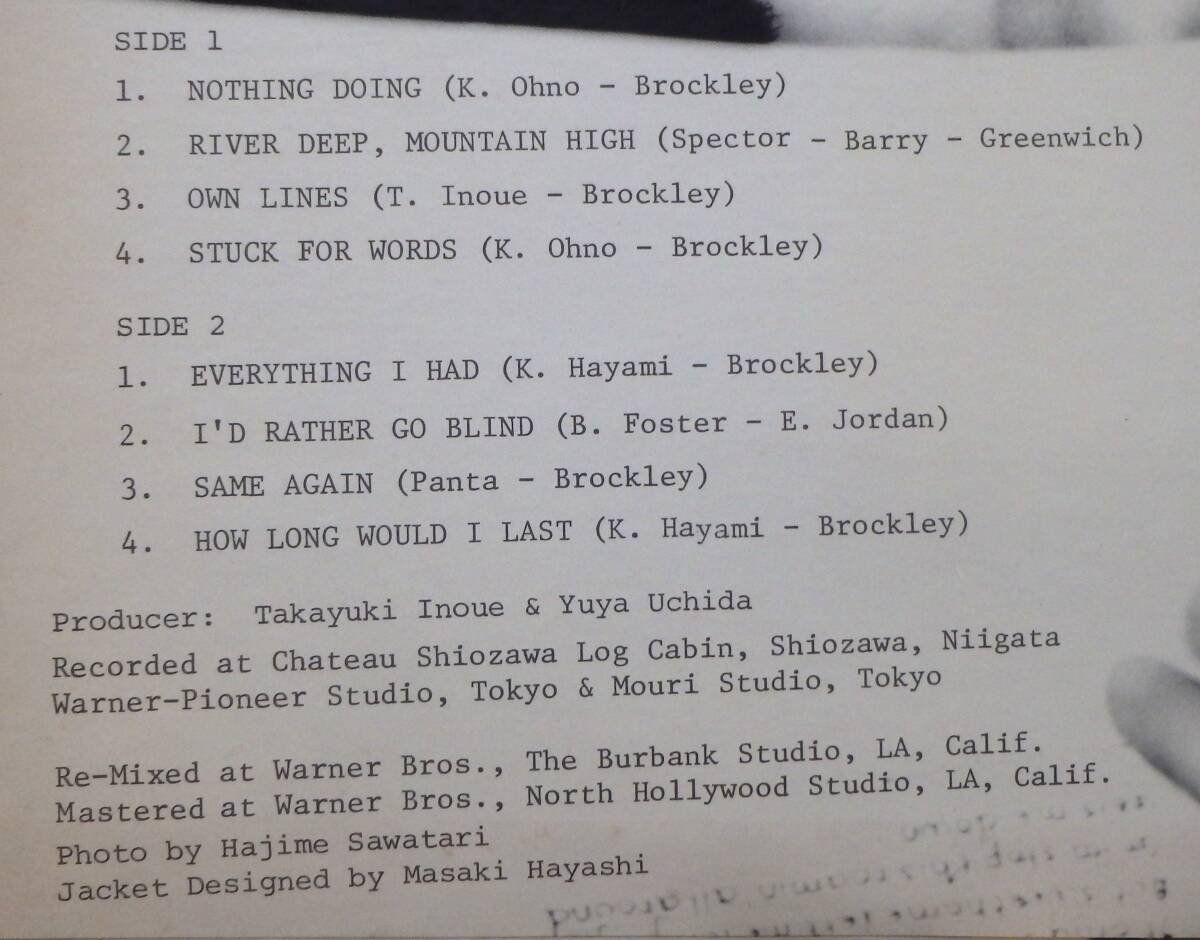 SIDE 1
1. NOTHING DOING (K. Ohno - Brockley)
2. RIVER DEEP, MOUNTAIN HIGH (Spector - Barry - Greenwich)
3. OWN LINES (T. Inoue - Brockley)
4. STUCK FOR WORDS (K. Ohno - Brockley)
SIDE 2
1. EVERYTHING I HAD (K. Hayami - Brockley)
2. I'D RATHER GO BLIND (B. Foster - E. Jordan)
3. SAME AGAIN (Panta - Brockley)
4. HOW LONG WOULD I LAST (K. Hayami - Brockley)
Producer: Takayuki Inoue & Yuya Uchida
Recorded at Chateau Shiozawa Log Cabin, Shiozawa, Niigata
Warner-Pioneer Studio, Tokyo & Mouri Studio, Tokyo
Re-Mixed at Warner Bros., The Burbank Studio, LA, Calif.
Mastered at Warner Bros., North Hollywood Studio, LA, Calif.
Photo by Hajime Sawatari
Jacket Designed by Masaki Hayashi